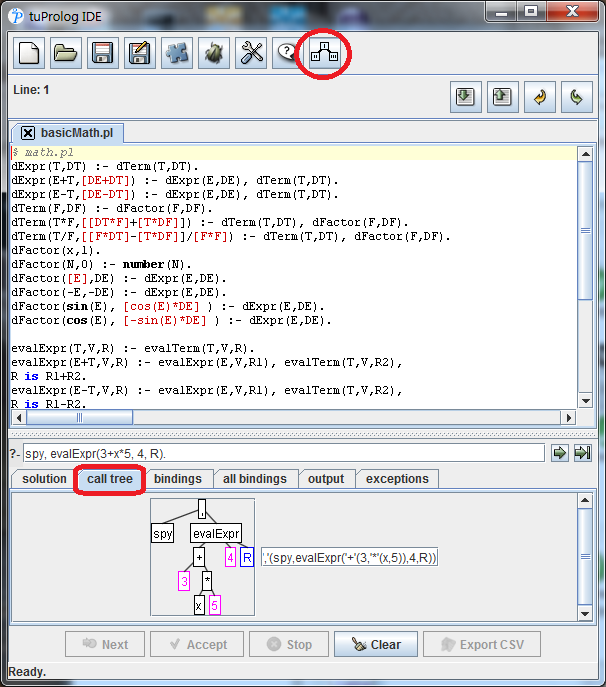 tuProlog IDE
Line: 1
basicMath.pl
% math.pl
dExpr(T,DT) :- dTerm(T,DT).
dExpr(E+T,[DE+DT]) :- dExpr(E,DE), dTerm(T,DT).
dExpr(E-T,[DE-DT]) :- dExpr(E,DE), dTerm(T,DT).
dTerm(F,DF) :- dFactor(F,DF).
dTerm(T*F,[[DT*F]+[T*DF]]) :- dTerm(T,DT), dFactor(F,DF).
dTerm(T/F,[[F*DT]-[T*DF]]/[F*F]) :- dTerm(T,DT), dFactor(F,DF).
dFactor(x,1).
dFactor(N,0) :- number(N).
dFactor([E],DE) :- dExpr(E,DE).
dFactor(-E,-DE) :- dExpr(E,DE).
dFactor(sin(E), [cos(E)*DE] ) :- dExpr(E,DE).
dFactor(cos(E), [-sin(E)*DE] ) :- dExpr(E,DE).
evalExpr(T,V,R) :- evalTerm(T,V,R).
evalExpr(E+T,V,R) :- evalExpr(E,V,R1), evalTerm(T,V,R2),
R is R1+R2.
evalExpr(E-T,V,R) :- evalExpr(E,V,R1), evalTerm(T,V,R2),
R is R1-R2.
?- spy, evalExpr(3+x*5, 4, R).
solution call tree bindings all bindings output exceptions
,
spy evalExpr
+ 4 R ','(spy,evalExpr('+'(3,'*'(x,5)),4,R))
3 *
x 5
Next Accept Stop Clear Export CSV
Ready.